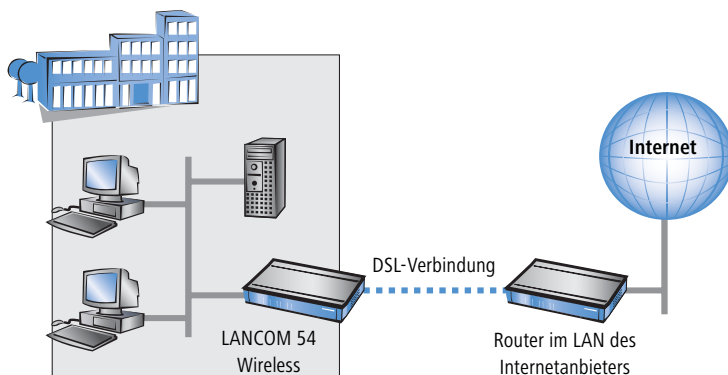 Internet
DSL-Verbindung
LANCOM 54
Wireless
Router im LAN des
Internetanbieters